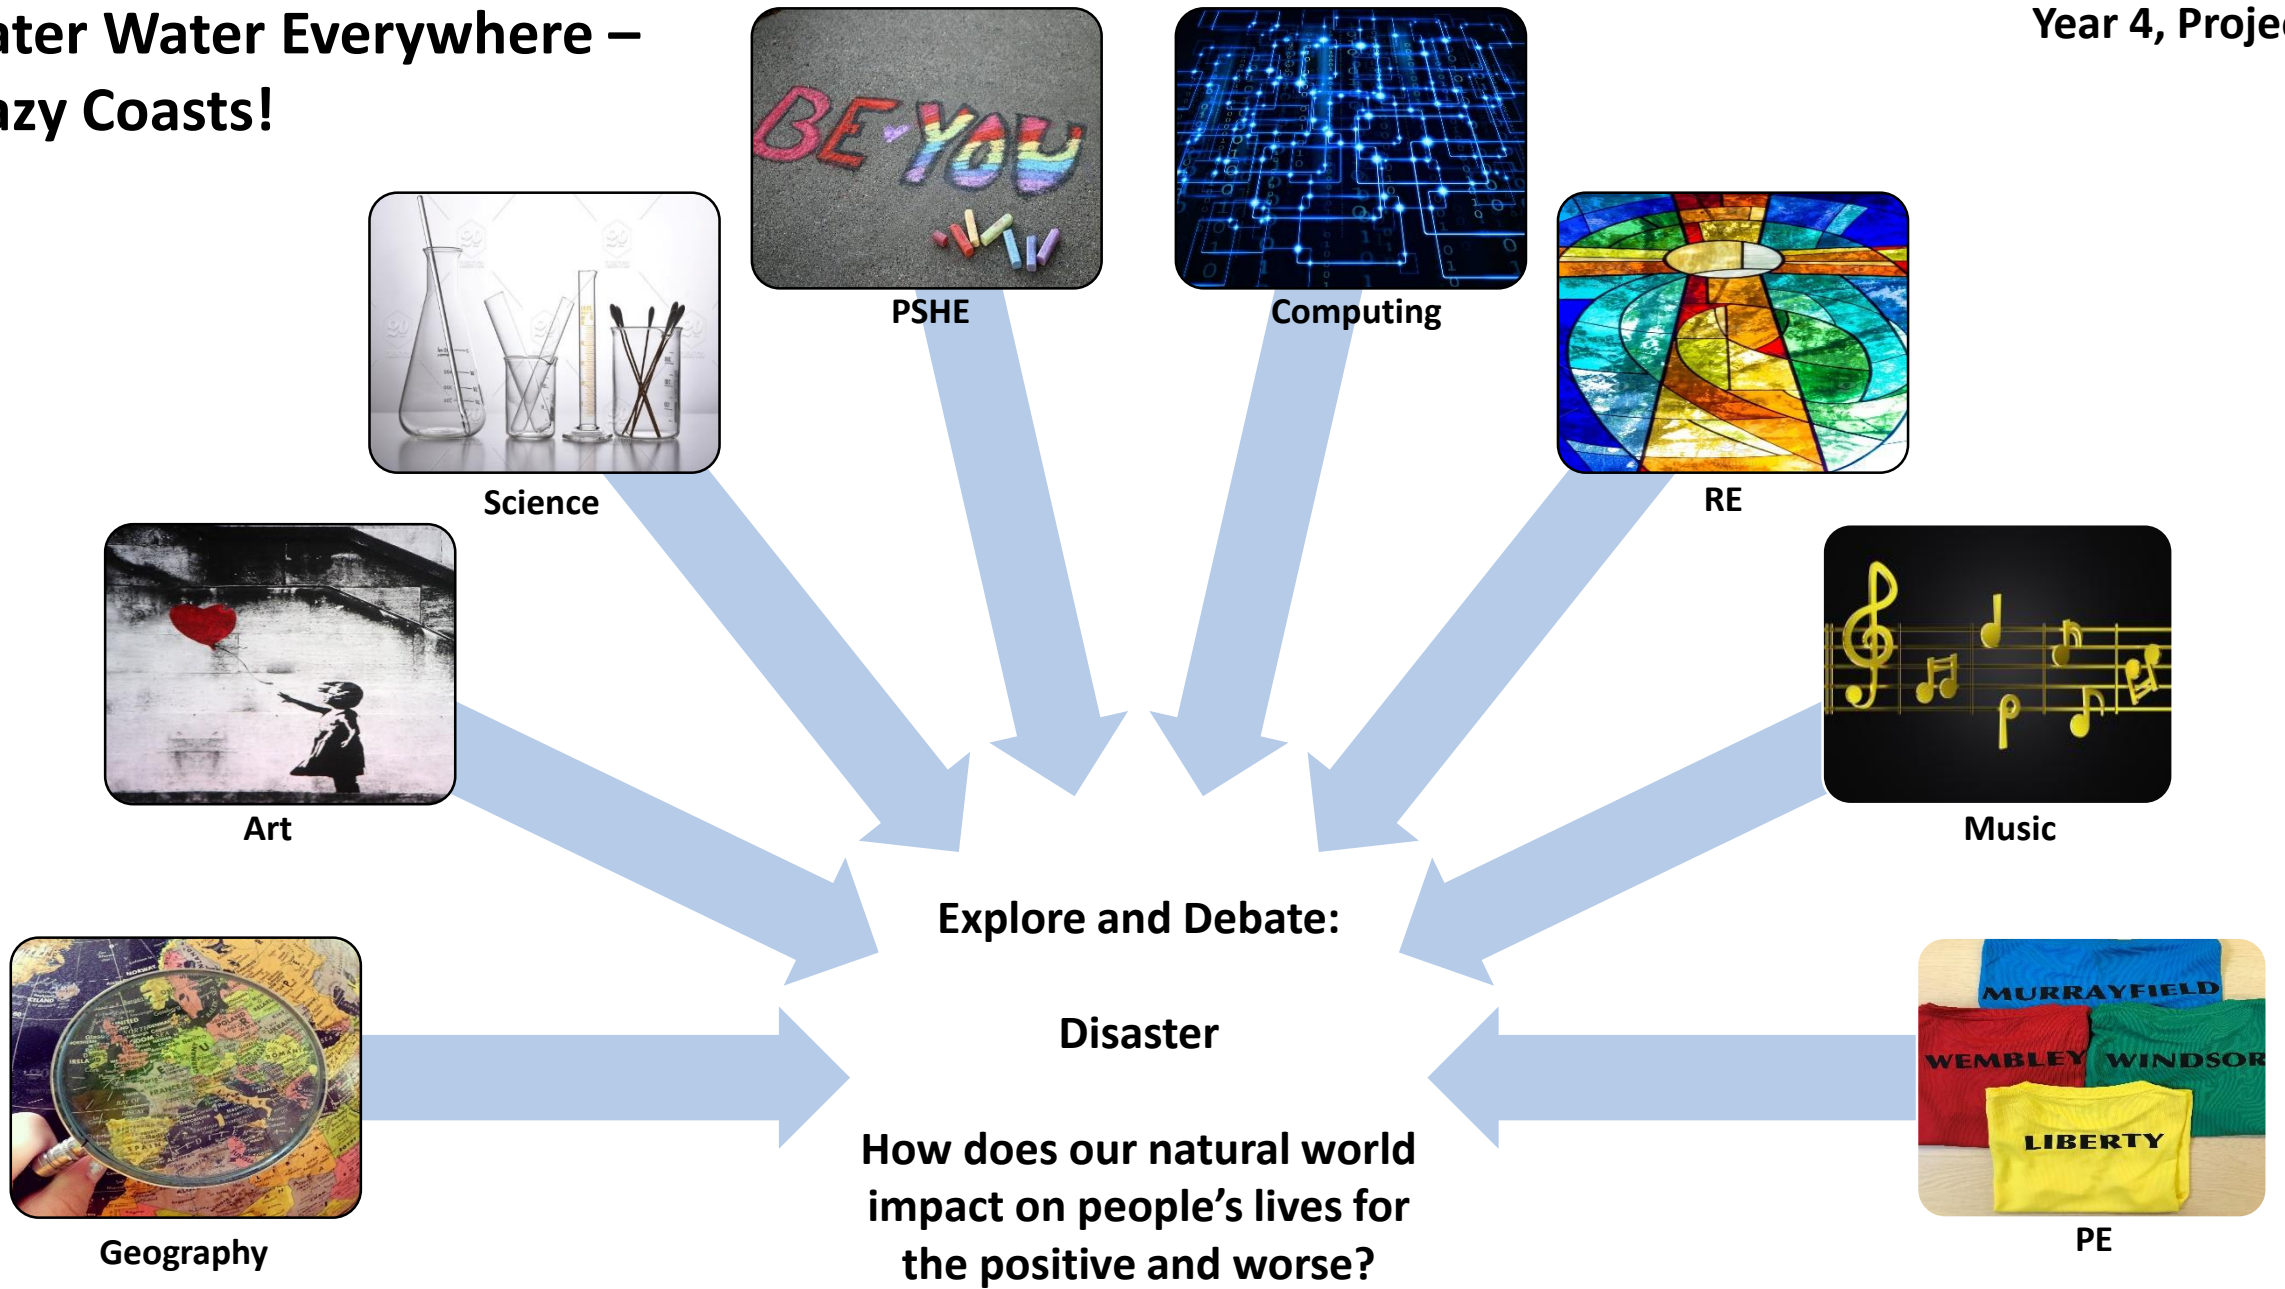 ater Water Everywhere –
azy Coasts!
Year 4, Projec
BE YOU
PSHE
Computing
Science
RE
Art
Music
Explore and Debate:
Disaster
How does our natural world
impact on people’s lives for
the positive and worse?
Geography
MURRAYFIELD
WEMBLEY
WINDSOR
LIBERTY
PE